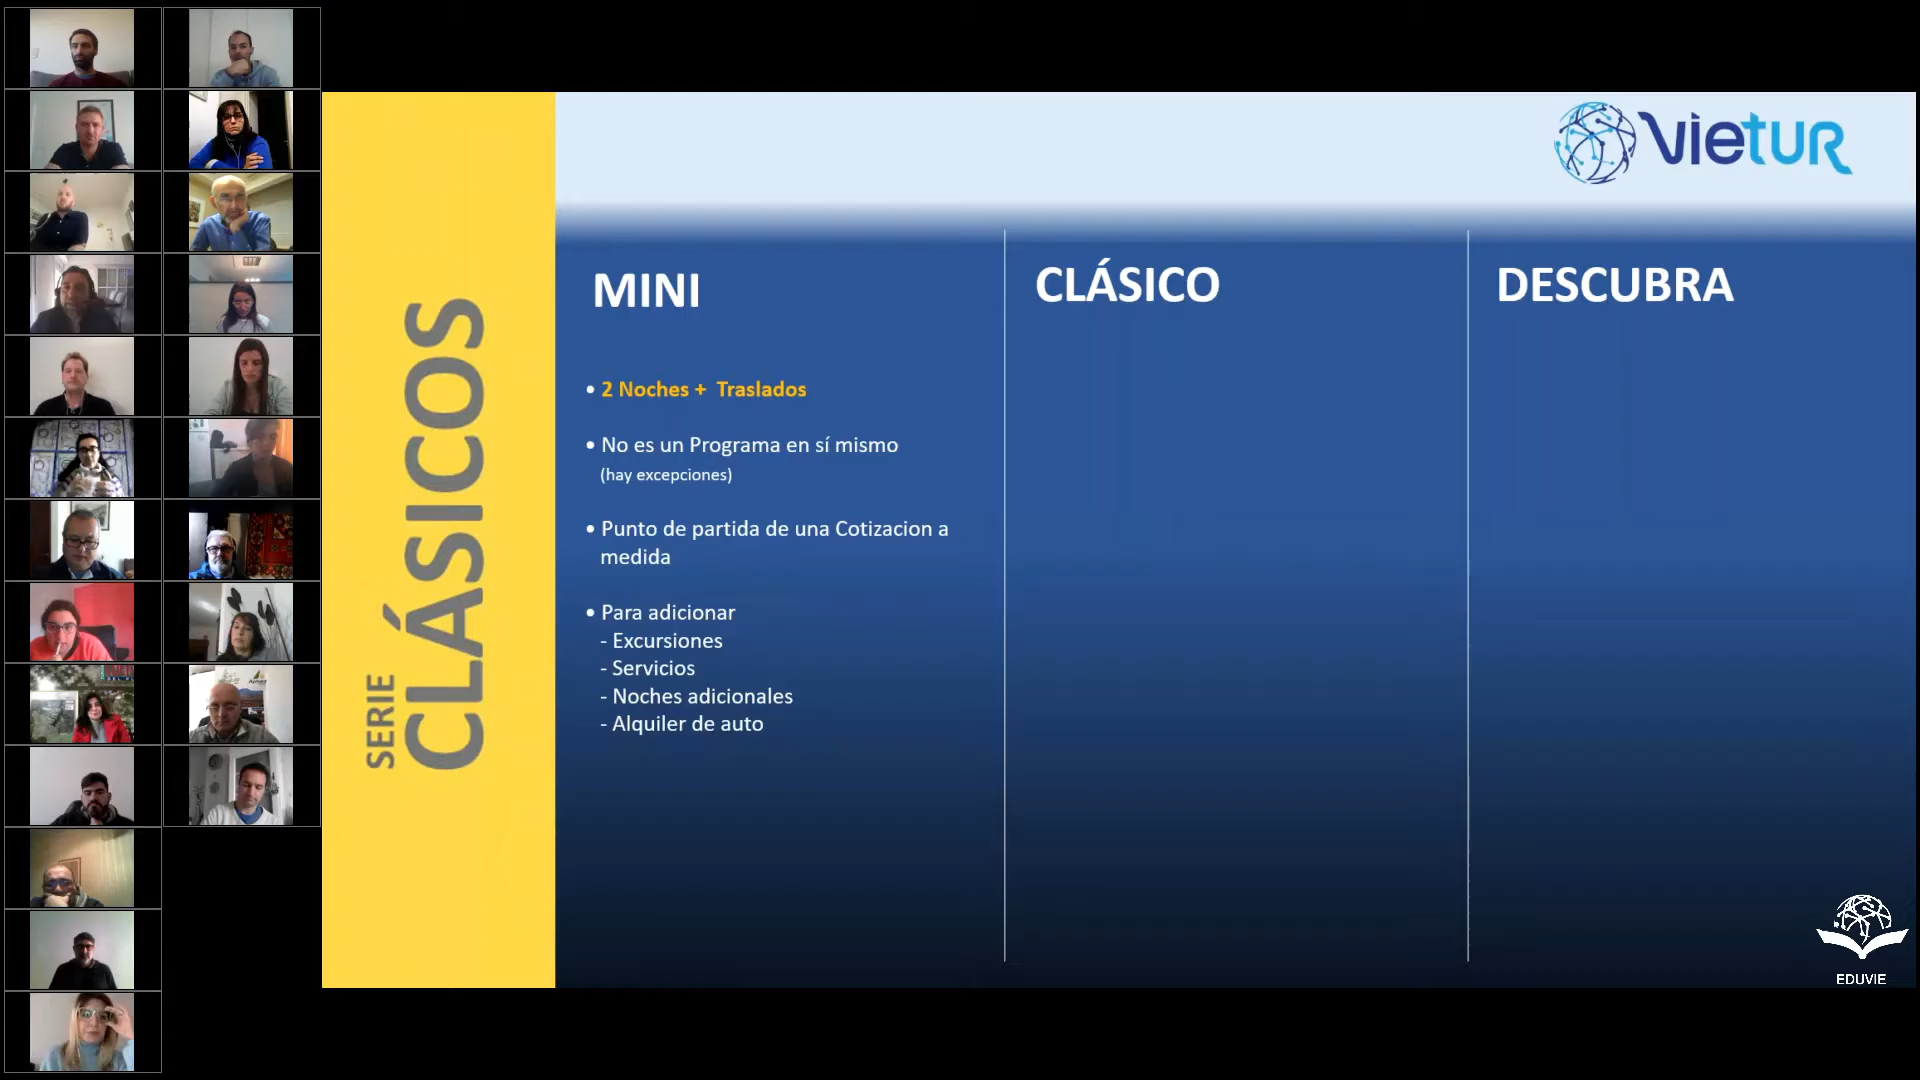 SERIE
CLÁSICOS
vietur
MINI
• 2 Noches + Traslados
• No es un Programa en sí mismo
(hay excepciones)
• Punto de partida de una Cotizacion a
medida
• Para adicionar
- Excursiones
- Servicios
- Noches adicionales
- Alquiler de auto
CLÁSICO
DESCUBRA
EDUVIE